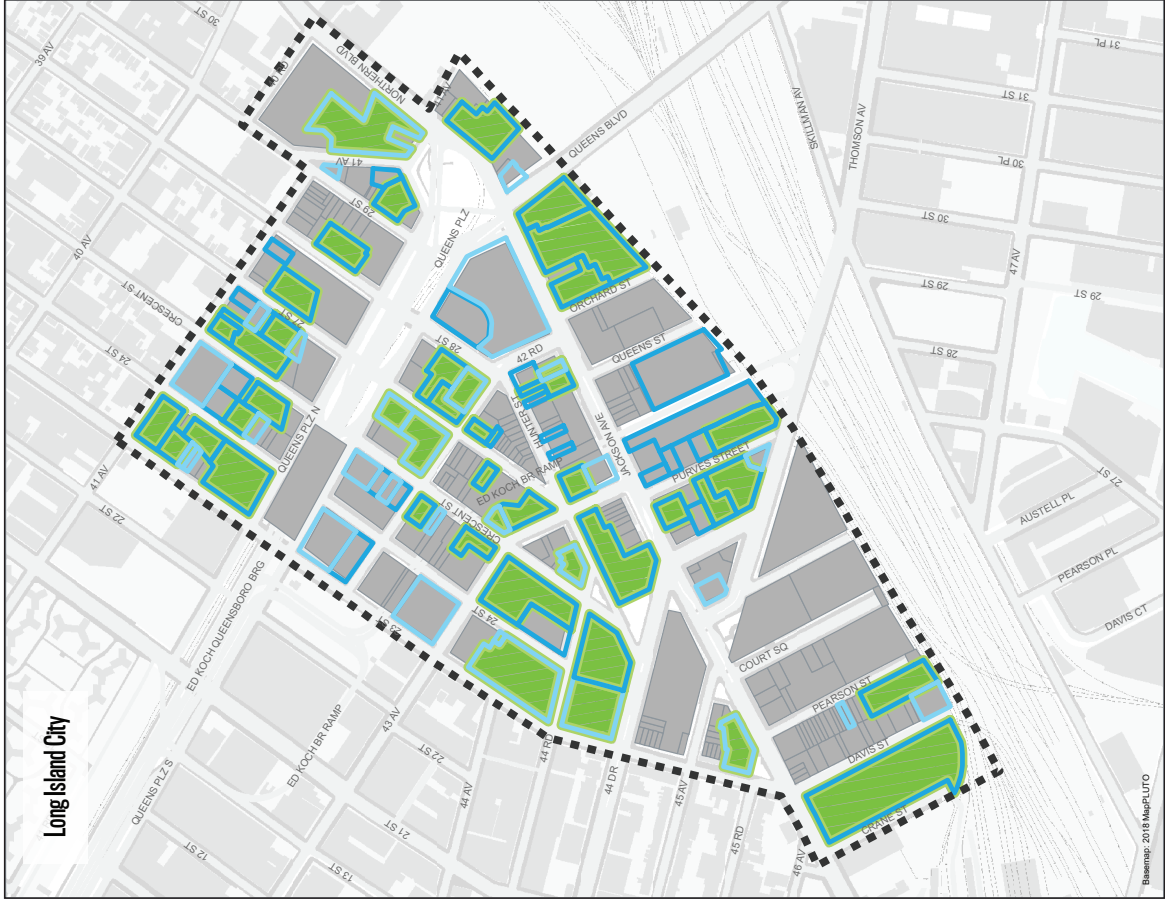 30 ST
39 AV
40 RD
NORTHERN BLVD
41 AV
40 AV
29 ST
CRESCENT ST
24 ST
27 ST
QUEENS PLZ
QUEENS BLVD
SKILLMAN AV
THOMSON AV
31 PL
31 ST
30 PL
30 ST
47 AV
29 ST
29 ST
28 ST
ORCHARD ST
QUEENS ST
28 ST
42 RD
HUNTER ST
JACKSON AVE
PURVES STREET
ED KOCH BR RAMP
CRESCENT ST
QUEENS PLZ N
41 AV
22 ST
ED KOCH QUEENSBORO BRG
23 ST
24 ST
COURT SQ
PEARSON ST
DAVIS ST
CRANE ST
27 ST
AUSTELL PL
PEARSON PL
DAVIS CT
Long Island City
QUEENS PLZ S
ED KOCH BR RAMP
43 AV
22 ST
44 AV
44 RD
44 DR
45 AV
45 RD
46 AV
21 ST
12 ST
13 ST
Basemap: 2018 MapPLUTO